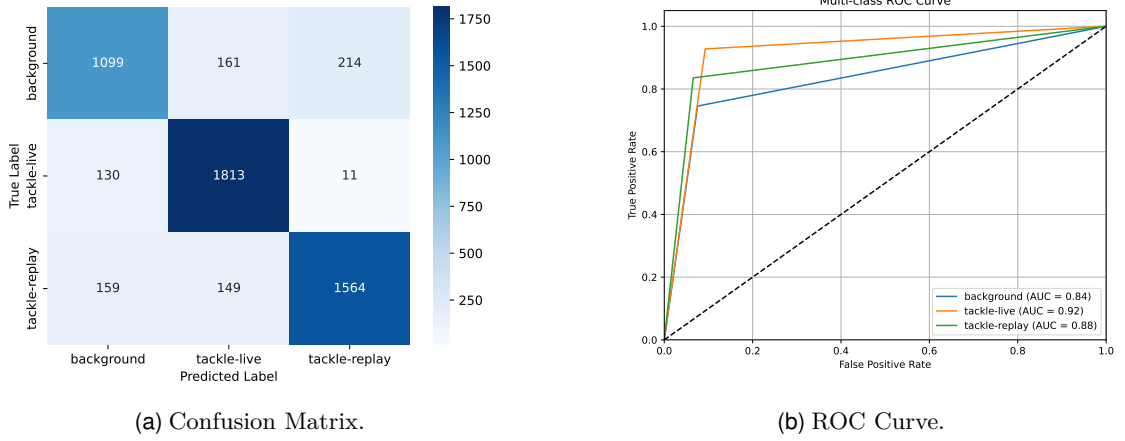 1099 161 214
130 1813 11
159 149 1564
background
tackle-live
tackle-replay
True Label
background tackle-live tackle-replay
Predicted Label
1750
1500
1250
1000
750
500
250
(a) Confusion Matrix.
Multi-class ROC Curve
1.0
0.8
0.6
0.4
0.2
0.0
True Positive Rate
0.0 0.2 0.4 0.6 0.8 1.0
False Positive Rate
background (AUC = 0.84)
tackle-live (AUC = 0.92)
tackle-replay (AUC = 0.88)
(b) ROC Curve.